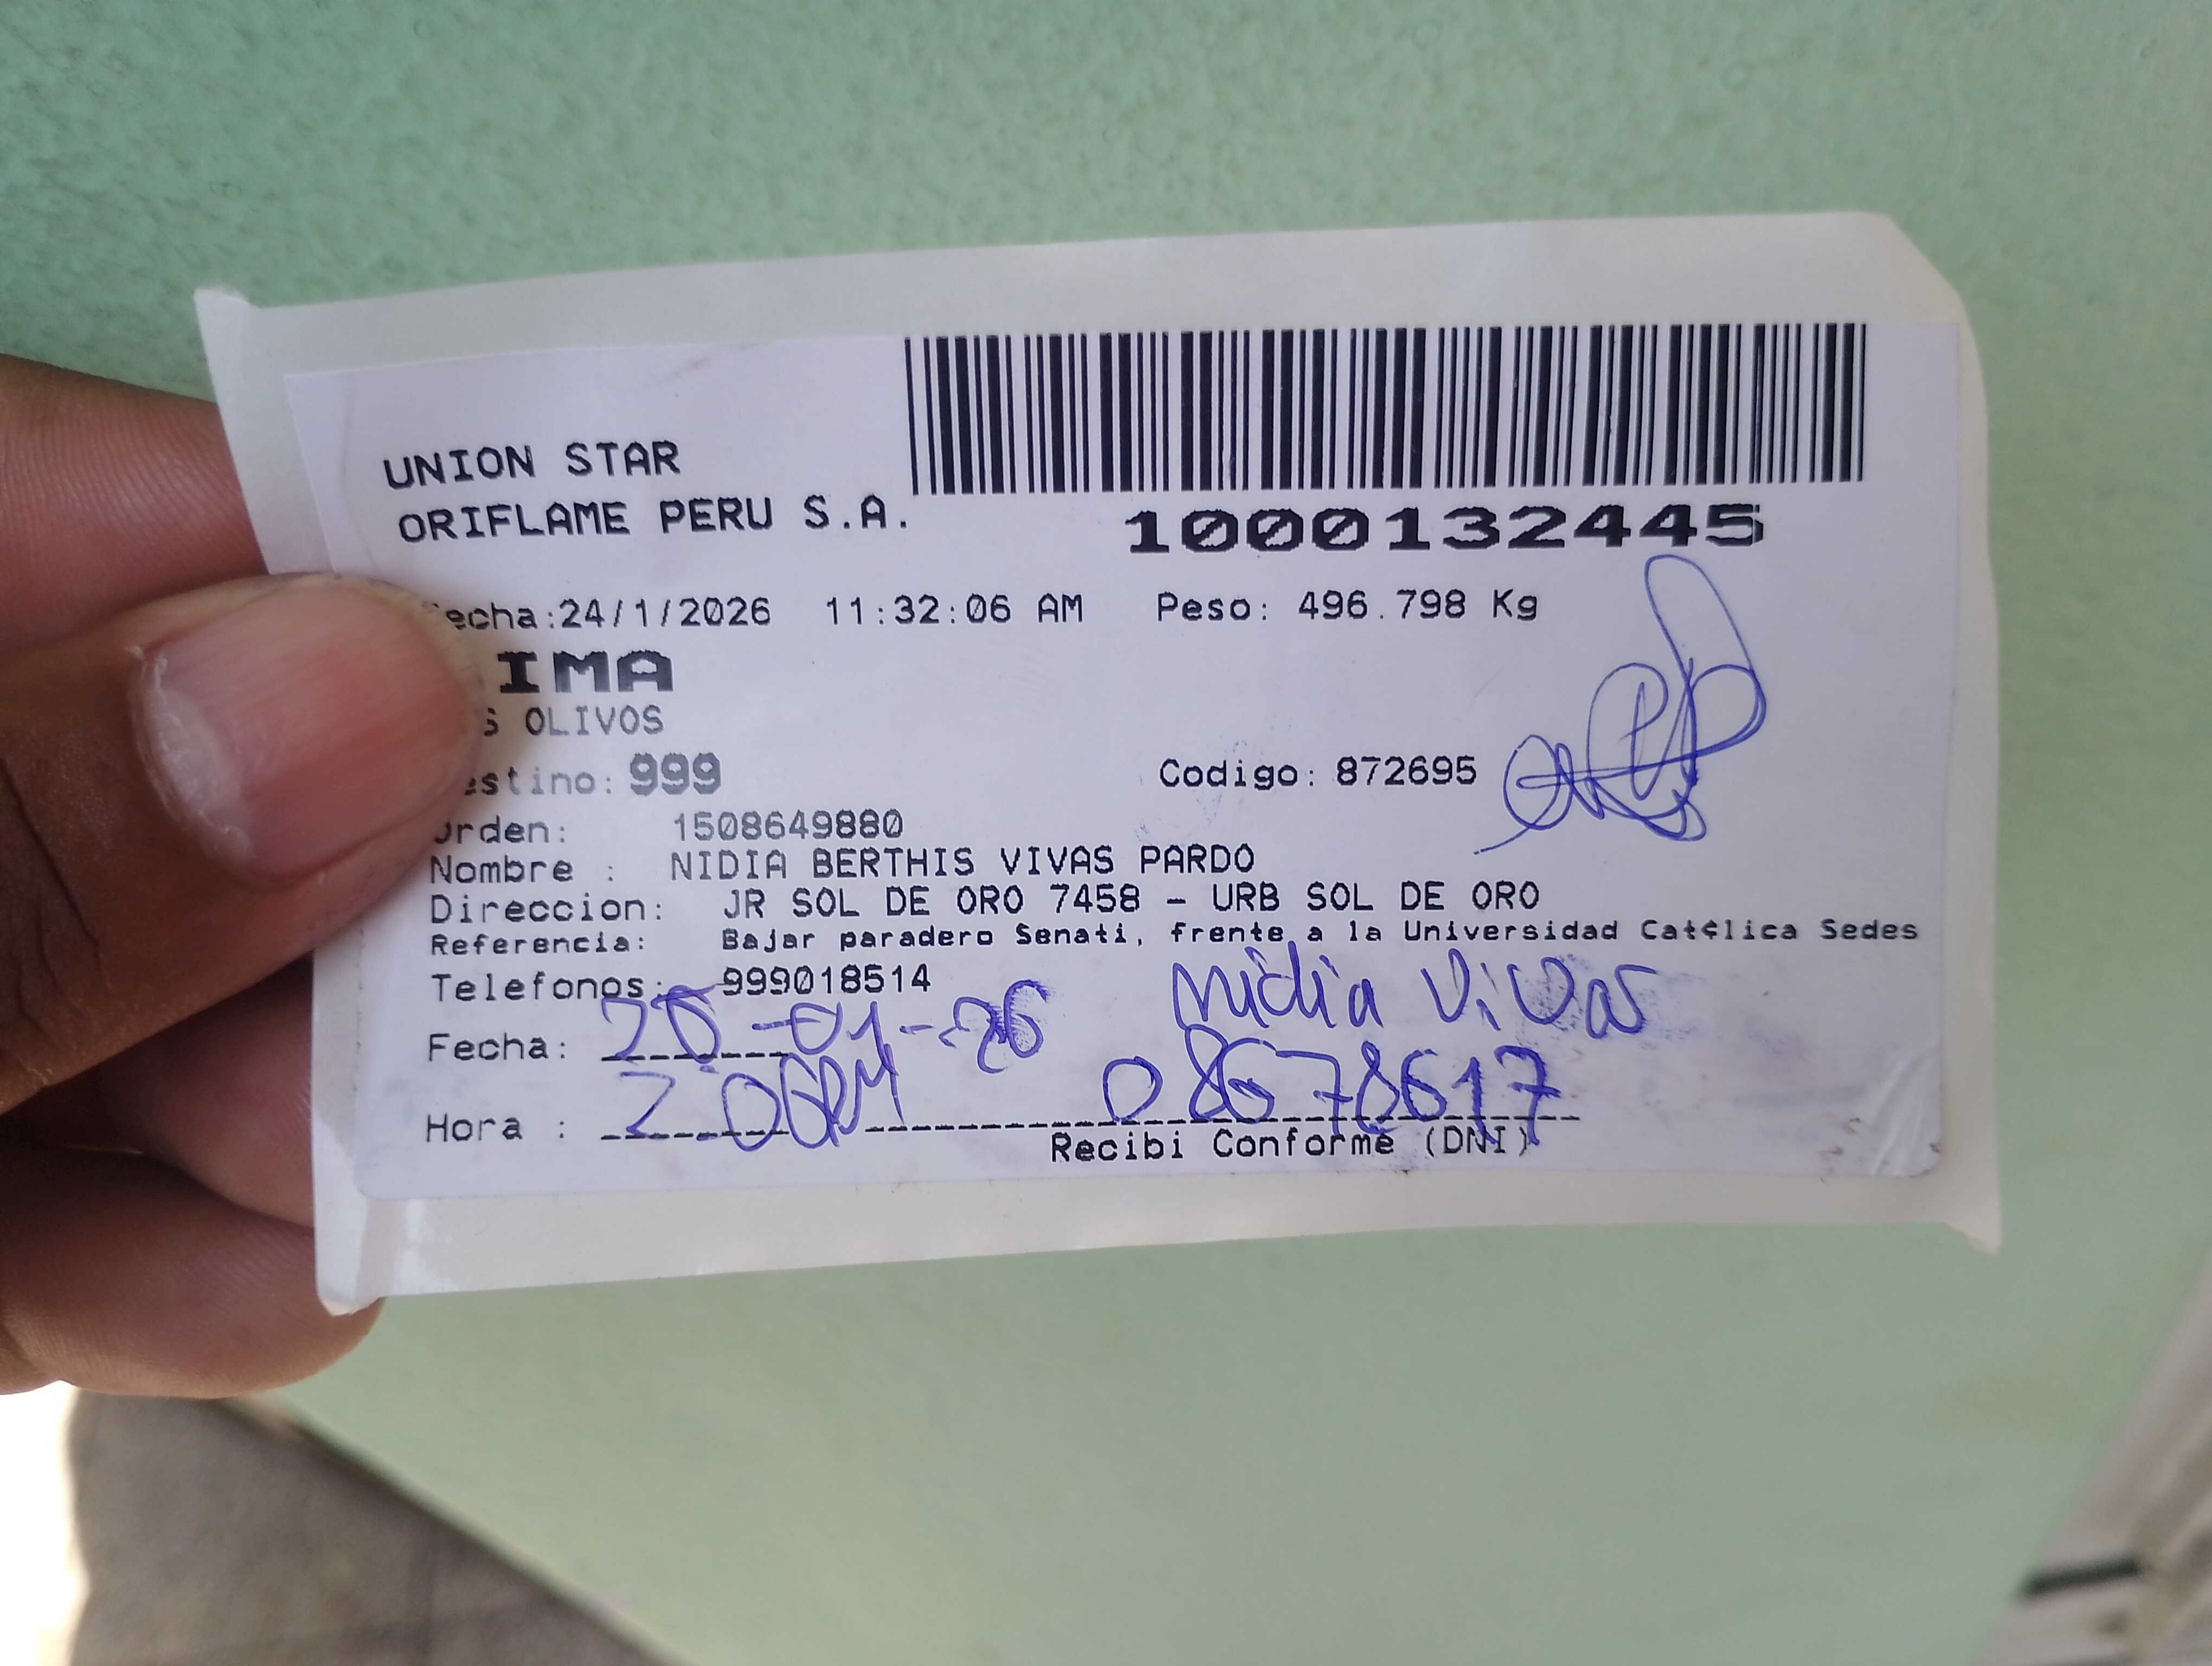 UNION STAR
ORIFLAME PERU S.A.
1000132445
echa:24/1/2026 11:32:06 AM Peso: 496.798 Kg
IMA
S OLIVOS
estino: 999 Codigo: 872695
rden: 1508649880
Nombre : NIDIA BERTHIS VIVAS PARDO
Direccion: JR SOL DE ORO 7458 - URB SOL DE ORO
Referencia: Bajar paradero Senati, frente a la Universidad Cat¢lica Sedes
Telefonos: 999018514
nidia Vivas
Fecha: -01-26
Hora : 2:06PM 08678617
Recibi Conforme (DNI)